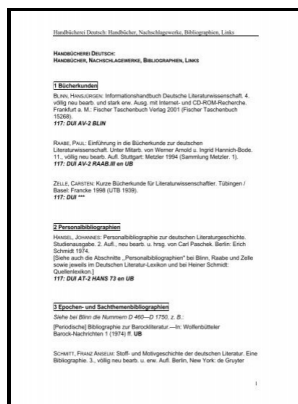 Handbücherei Deutsch: Handbücher, Nachschlagewerke, Bibliographien, Links
HANDBÜCHEREI DEUTSCH:
HANDBÜCHER, NACHSCHLAGEWERKE, BIBLIOGRAPHIEN, LINKS
1 Bücherkunden
BLINN, HANSJÜRGEN: Informationshandbuch Deutsche Literaturwissenschaft. 4.
völlig neu bearb. und stark erw. Ausg. mit Internet- und CD-ROM-Recherche.
Frankfurt a. M.: Fischer Taschenbuch Verlag 2001 (Fischer Taschenbuch
15268).
117: DUI AV-2 BLIN
RAABE, PAUL: Einführung in die Bücherkunde zur deutschen
Literaturwissenschaft. Unter Mitarb. von Werner Arnold u. Ingrid Hannich-Bode.
11., völlig neu bearb. Aufl. Stuttgart: Metzler 1994 (Sammlung Metzler. 1).
117: DUI AV-2 RAAB.III en UB
ZELLE, CARSTEN: Kurze Bücherkunde für Literaturwissenschaftler. Tübingen /
Basel: Francke 1998 (UTB 1939).
117: DUI ***
2 Personalbibliographien
HANSEL, JOHANNES: Personalbibliographie zur deutschen Literaturgeschichte.
Studienausgabe. 2. Aufl., neu bearb. u. hrsg. von Carl Paschek. Berlin: Erich
Schmidt 1974.
[Siehe auch die Abschnitte „Personalbibliographien" bei Blinn, Raabe und Zelle
sowie jeweils im Deutschen Literatur-Lexikon und bei Heiner Schmidt:
Quellenlexikon.]
117: DUI AT-2 HANS 73 en UB
3 Epochen- und Sachthemenbibliographien
Siehe bei Blinn die Nummern D 460—D 1750, z. B.:
[Periodische] Bibliographie zur Barockliteratur.—In: Wolfenbütteler
Barock-Nachrichten 1 (1974) ff. UB
SCHMITT, FRANZ ANSELM: Stoff- und Motivgeschichte der deutschen Literatur. Eine
Bibliographie. 3., völlig neu bearb. u. erw. Aufl. Berlin, New York: de Gruyter
1